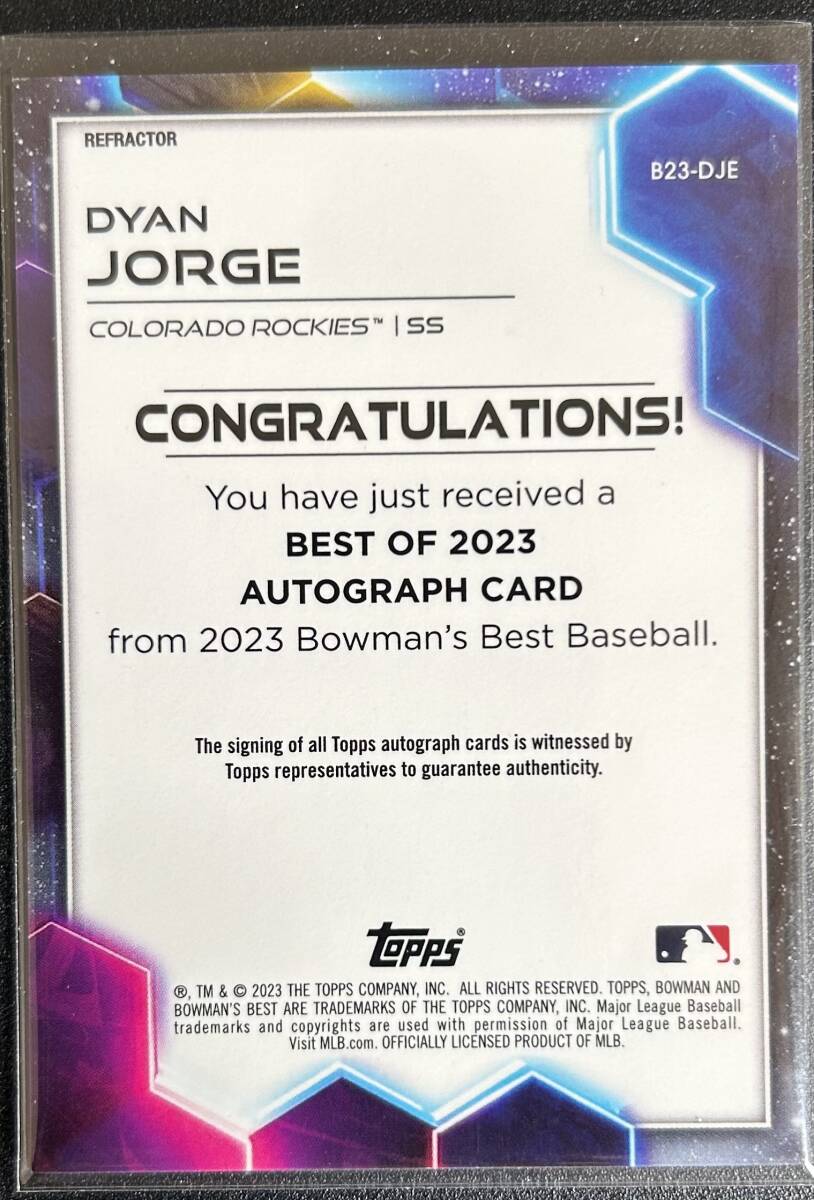 REFRACTOR
B23-DJE
DYAN
JORGE
COLORADO ROCKIES™ | SS
CONGRATULATIONS!
You have just received a
BEST OF 2023
AUTOGRAPH CARD
from 2023 Bowman's Best Baseball.
The signing of all Topps autograph cards is witnessed by
Topps representatives to guarantee authenticity.
topps®
®, TM & © 2023 THE TOPPS COMPANY, INC. ALL RIGHTS RESERVED. TOPPS, BOWMAN AND
BOWMAN'S BEST ARE TRADEMARKS OF THE TOPPS COMPANY, INC. Major League Baseball
trademarks and copyrights are used with permission of Major League Baseball.
Visit MLB.com. OFFICIALLY LICENSED PRODUCT OF MLB.